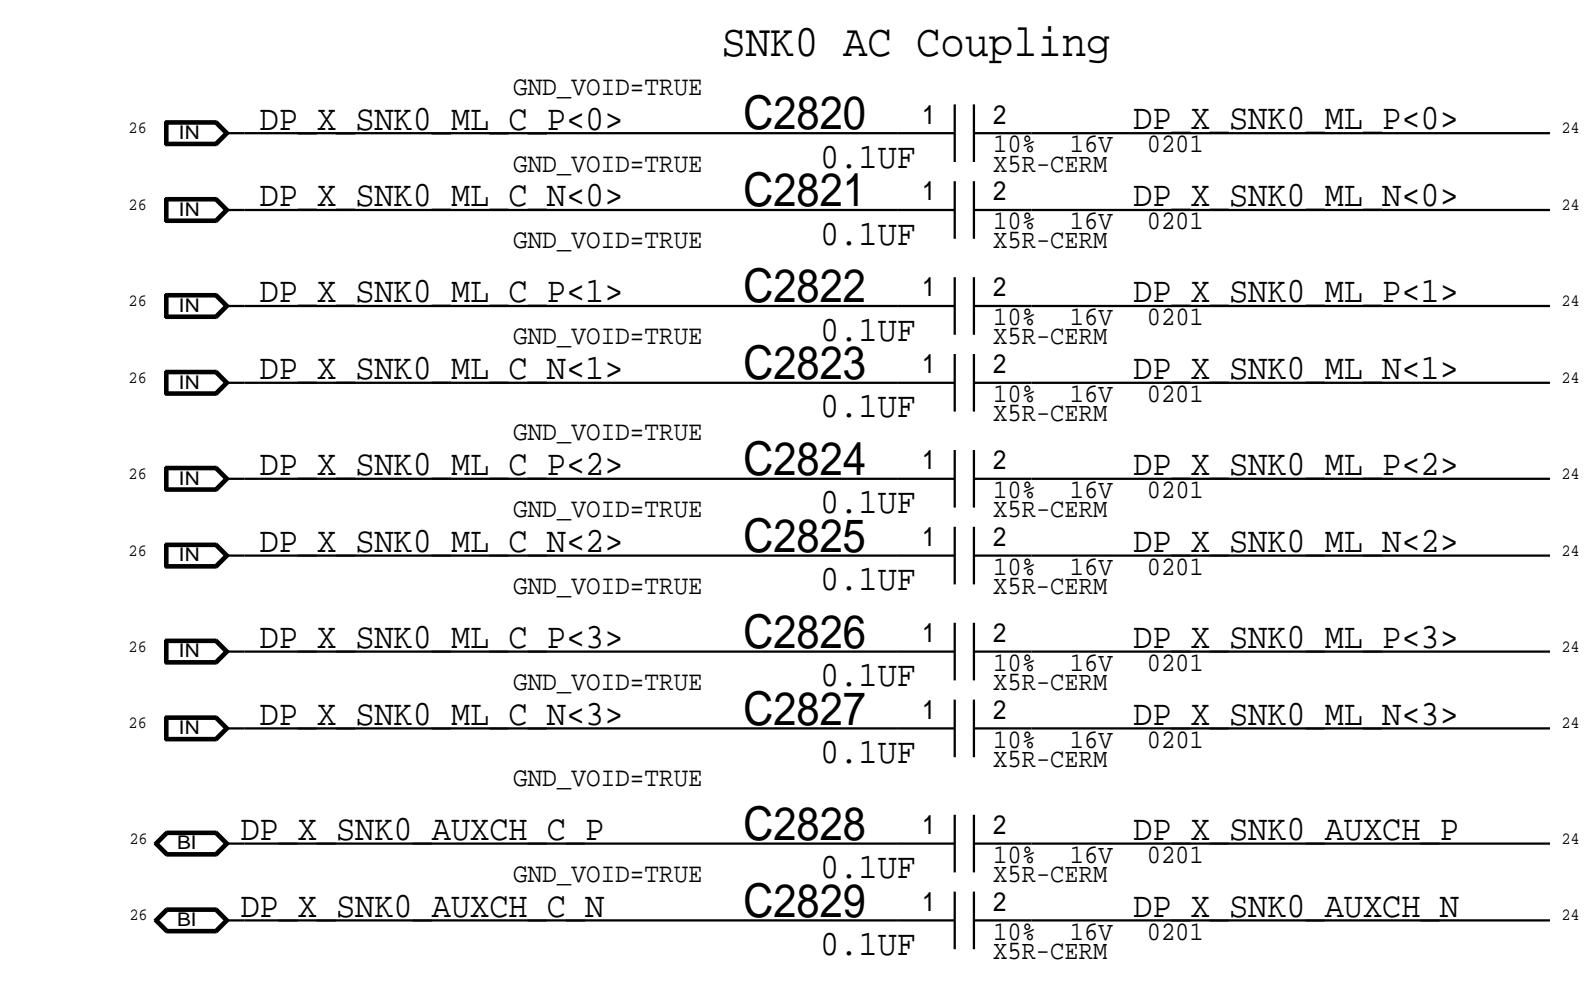 SNK0 AC Coupling
GND_VOID=TRUE
26 IN DP_X_SNK0_ML_C_P<0> C2820 1 2 DP_X_SNK0_ML_P<0> 24
0.1UF 10% 16V 0201
GND_VOID=TRUE X5R-CERM
26 IN DP_X_SNK0_ML_C_N<0> C2821 1 2 DP_X_SNK0_ML_N<0> 24
0.1UF 10% 16V 0201
GND_VOID=TRUE X5R-CERM
26 IN DP_X_SNK0_ML_C_P<1> C2822 1 2 DP_X_SNK0_ML_P<1> 24
0.1UF 10% 16V 0201
GND_VOID=TRUE X5R-CERM
26 IN DP_X_SNK0_ML_C_N<1> C2823 1 2 DP_X_SNK0_ML_N<1> 24
0.1UF 10% 16V 0201
X5R-CERM
GND_VOID=TRUE
26 IN DP_X_SNK0_ML_C_P<2> C2824 1 2 DP_X_SNK0_ML_P<2> 24
0.1UF 10% 16V 0201
GND_VOID=TRUE X5R-CERM
26 IN DP_X_SNK0_ML_C_N<2> C2825 1 2 DP_X_SNK0_ML_N<2> 24
0.1UF 10% 16V 0201
GND_VOID=TRUE X5R-CERM
26 IN DP_X_SNK0_ML_C_P<3> C2826 1 2 DP_X_SNK0_ML_P<3> 24
0.1UF 10% 16V 0201
GND_VOID=TRUE X5R-CERM
26 IN DP_X_SNK0_ML_C_N<3> C2827 1 2 DP_X_SNK0_ML_N<3> 24
0.1UF 10% 16V 0201
X5R-CERM
GND_VOID=TRUE
26 BI DP_X_SNK0_AUXCH_C_P C2828 1 2 DP_X_SNK0_AUXCH_P 24
0.1UF 10% 16V 0201
GND_VOID=TRUE X5R-CERM
26 BI DP_X_SNK0_AUXCH_C_N C2829 1 2 DP_X_SNK0_AUXCH_N 24
0.1UF 10% 16V 0201
X5R-CERM